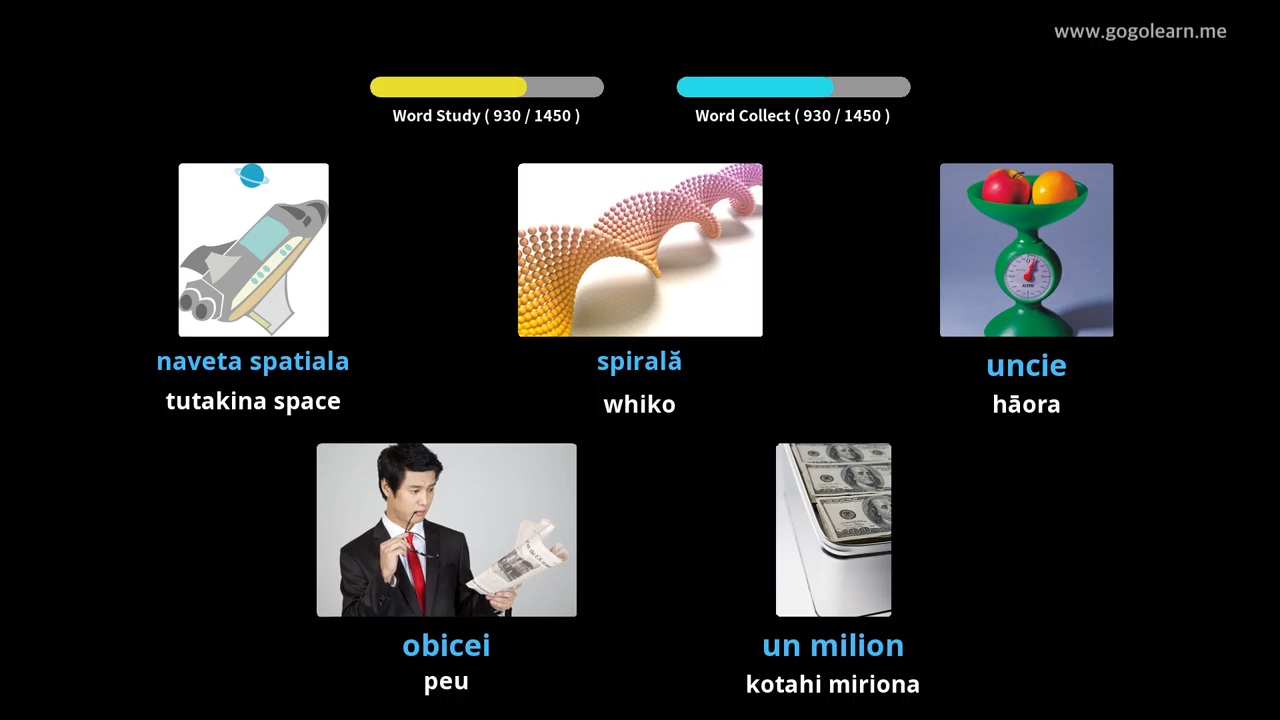 www.gogolearn.me
Word Study ( 930 / 1450 )
Word Collect ( 930 / 1450 )
naveta spatiala
tutakina space
spirală
whiko
uncie
hāora
obicei
peu
un milion
kotahi miriona